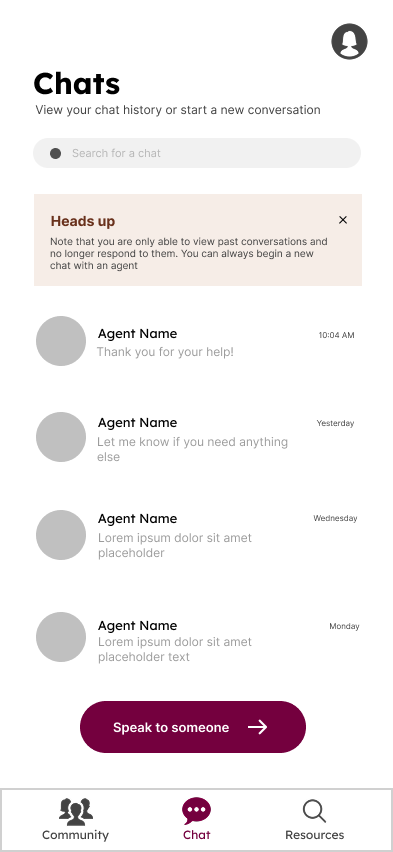 Chats
View your chat history or start a new conversation
Search for a chat
Heads up
Note that you are only able to view past conversations and
no longer respond to them. You can always begin a new
chat with an agent
Agent Name
10:04 AM
Thank you for your help!
Agent Name
Yesterday
Let me know if you need anything
else
Agent Name
Wednesday
Lorem ipsum dolor sit amet
placeholder
Agent Name
Monday
Lorem ipsum dolor sit amet
placeholder text
Speak to someone
Community
Chat
Resources